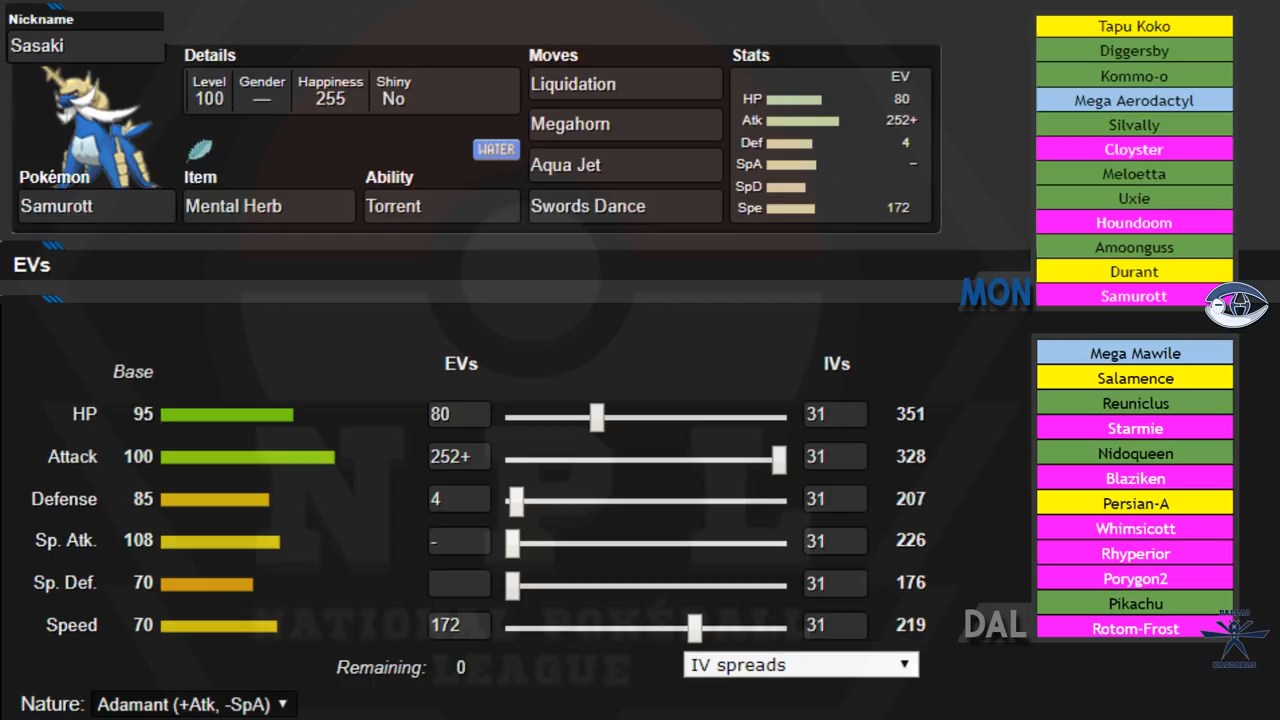 Nickname
Sasaki
Details
Level Gender Happiness Shiny
100 — 255 No
WATER
Pokémon Item Ability
Samurott Mental Herb Torrent
Moves
Liquidation
Megahorn
Aqua Jet
Swords Dance
Stats
EV
HP 80
Atk 252+
Def 4
SpA –
SpD
Spe 172
EVs
Base EVs IVs
HP 95 80 31 351
Attack 100 252+ 31 328
Defense 85 4 31 207
Sp. Atk. 108 - 31 226
Sp. Def. 70 31 176
Speed 70 172 31 219
Remaining: 0
IV spreads
Nature: Adamant (+Atk, -SpA)
NPL
NATIONAL POKÉBALL
LEAGUE
Tapu Koko
Diggersby
Kommo-o
Mega Aerodactyl
Silvally
Cloyster
Meloetta
Uxie
Houndoom
Amoonguss
Durant
Samurott
MON
Mega Mawile
Salamence
Reuniclus
Starmie
Nidoqueen
Blaziken
Persian-A
Whimsicott
Rhyperior
Porygon2
Pikachu
Rotom-Frost
DAL
DALLAS